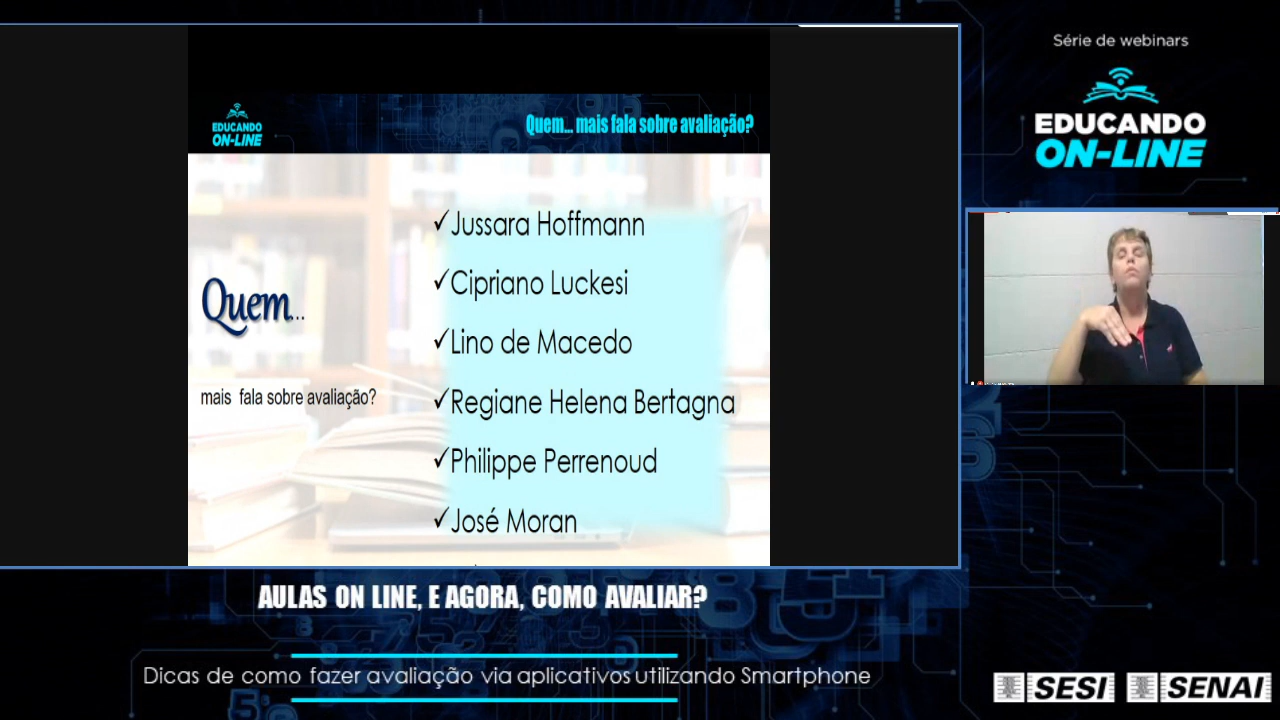 Série de webinars
EDUCANDO
ON-LINE
EDUCANDO
ON-LINE
Quem... mais fala sobre avaliação?
Quem...
mais fala sobre avaliação?
✓Jussara Hoffmann
✓Cipriano Luckesi
✓Lino de Macedo
✓Regiane Helena Bertagna
✓Philippe Perrenoud
✓José Moran
AULAS ON LINE, E AGORA, COMO AVALIAR?
Dicas de como fazer avaliação via aplicativos utilizando Smartphone
SESI SENAI